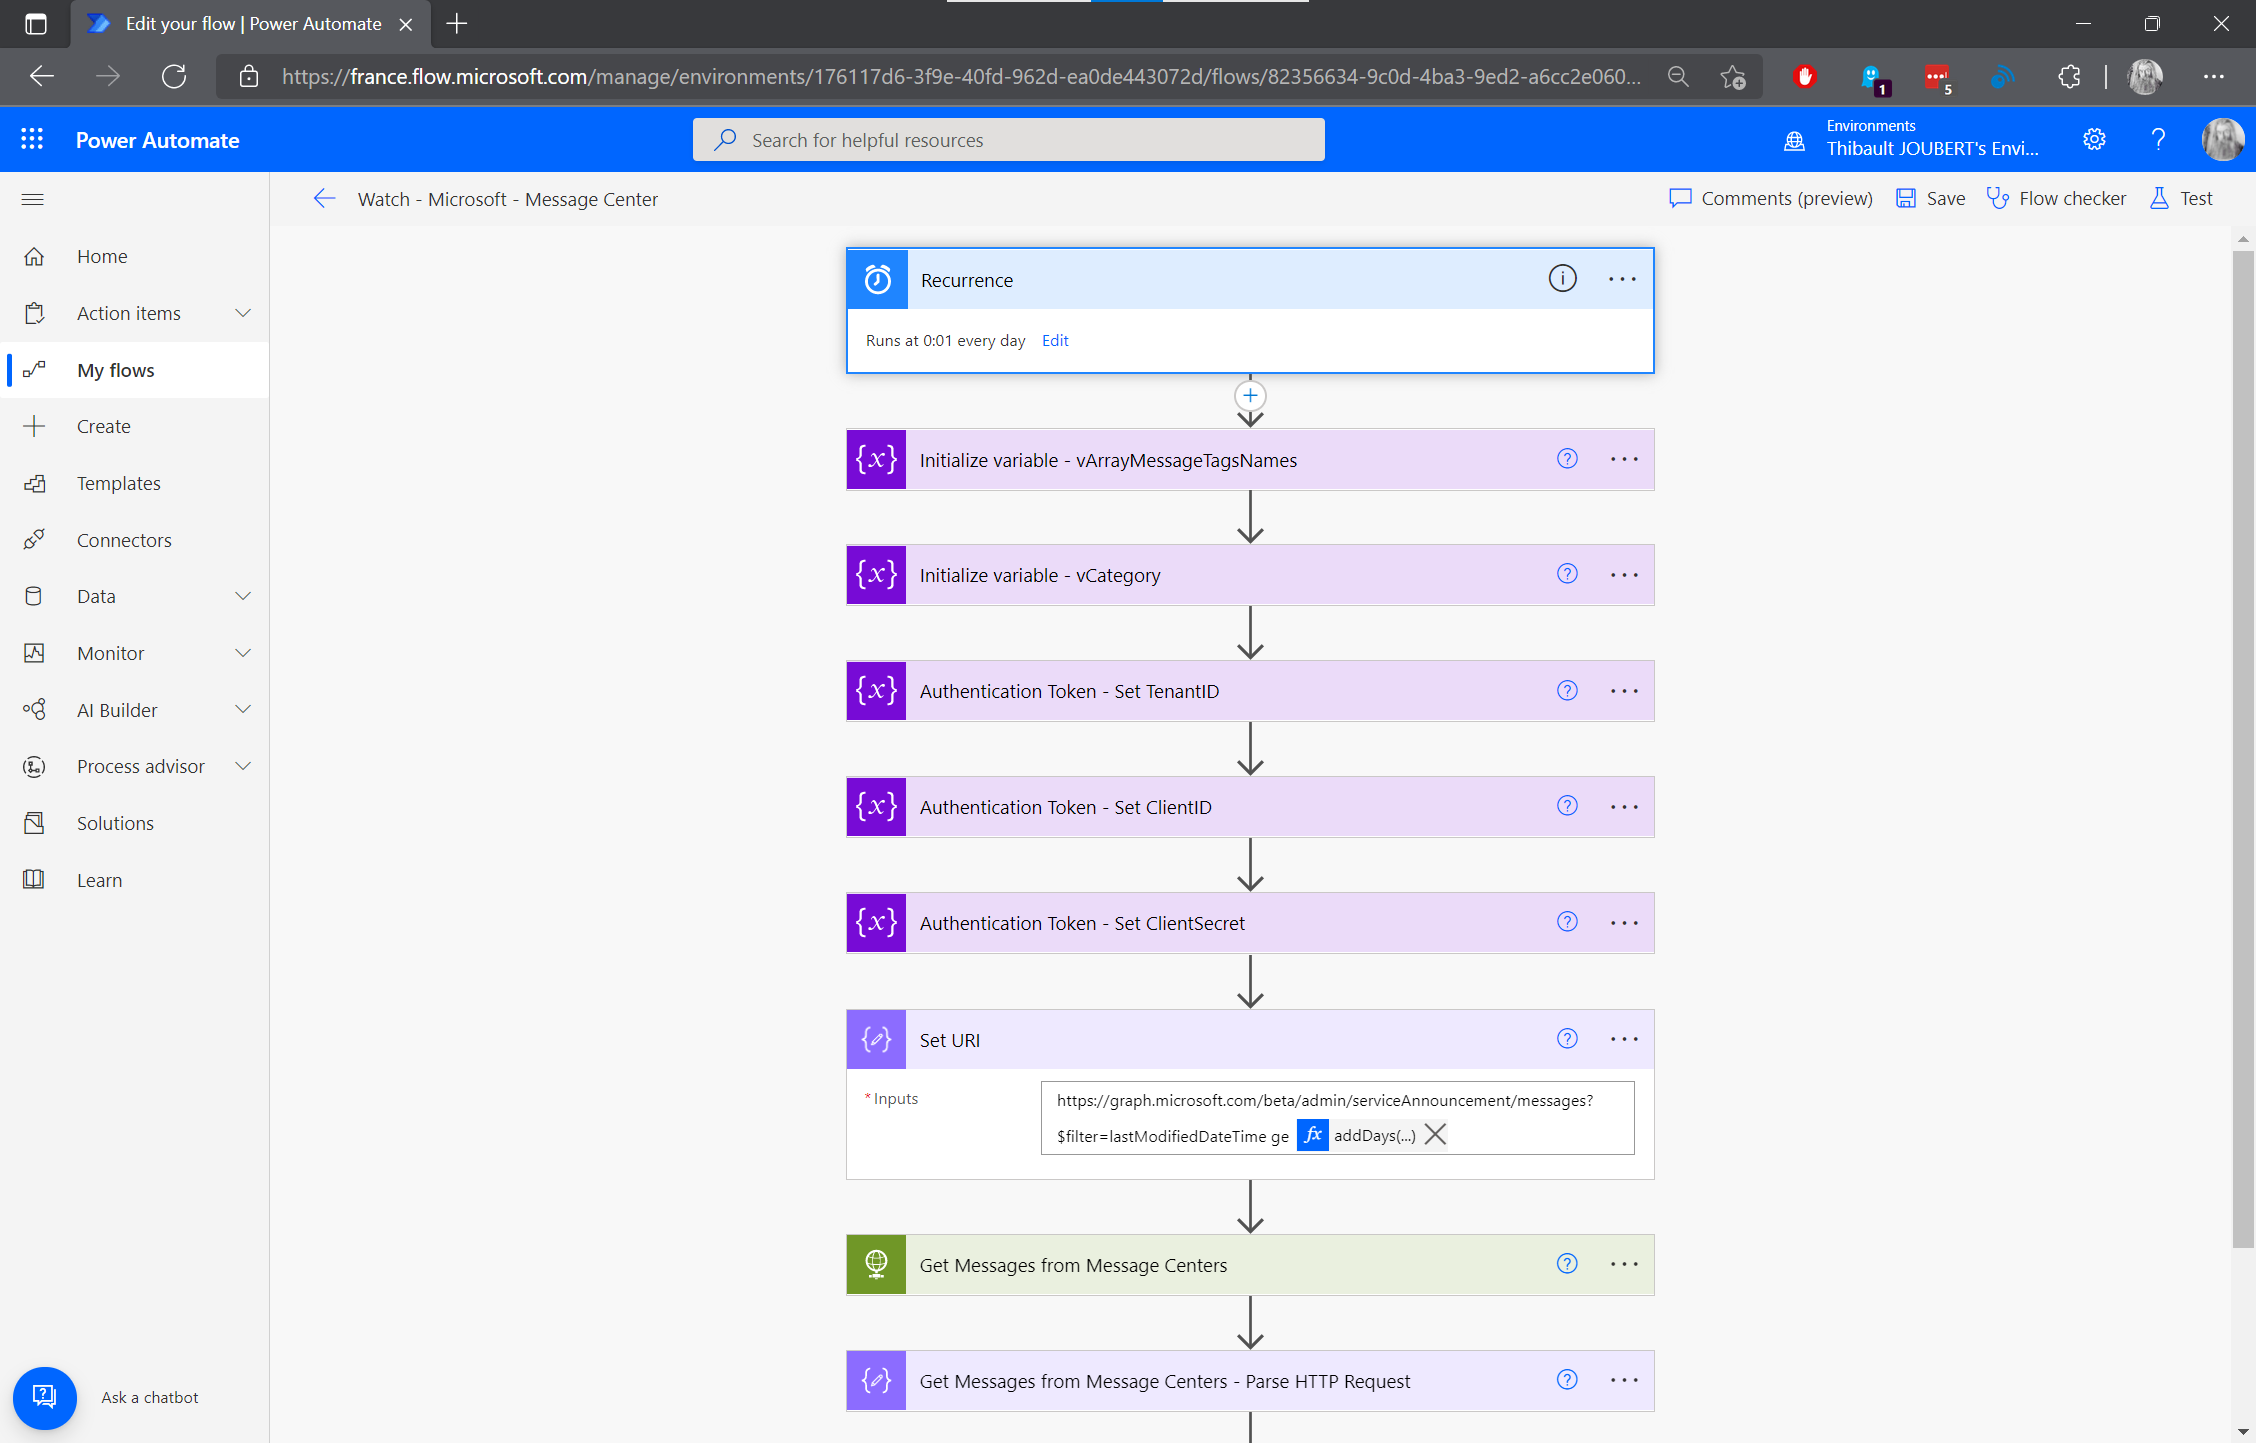 Edit your flow | Power Automate
https://france.flow.microsoft.com/manage/environments/176117d6-3f9e-40fd-962d-ea0de443072d/flows/82356634-9c0d-4ba3-9ed2-a6cc2e060...
1
5
Power Automate
Search for helpful resources
Environments
Thibault JOUBERT's Envi...
Watch - Microsoft - Message Center
Comments (preview)
Save
Flow checker
Test
Home
Action items
My flows
Create
Templates
Connectors
Data
Monitor
AI Builder
Process advisor
Solutions
Learn
Ask a chatbot
Recurrence
Runs at 0:01 every day Edit
{x} Initialize variable - vArrayMessageTagsNames
{x} Initialize variable - vCategory
{x} Authentication Token - Set TenantID
{x} Authentication Token - Set ClientID
{x} Authentication Token - Set ClientSecret
Set URI
* Inputs
https://graph.microsoft.com/beta/admin/serviceAnnouncement/messages?
$filter=lastModifiedDateTime ge fx addDays(...)
Get Messages from Message Centers
Get Messages from Message Centers - Parse HTTP Request